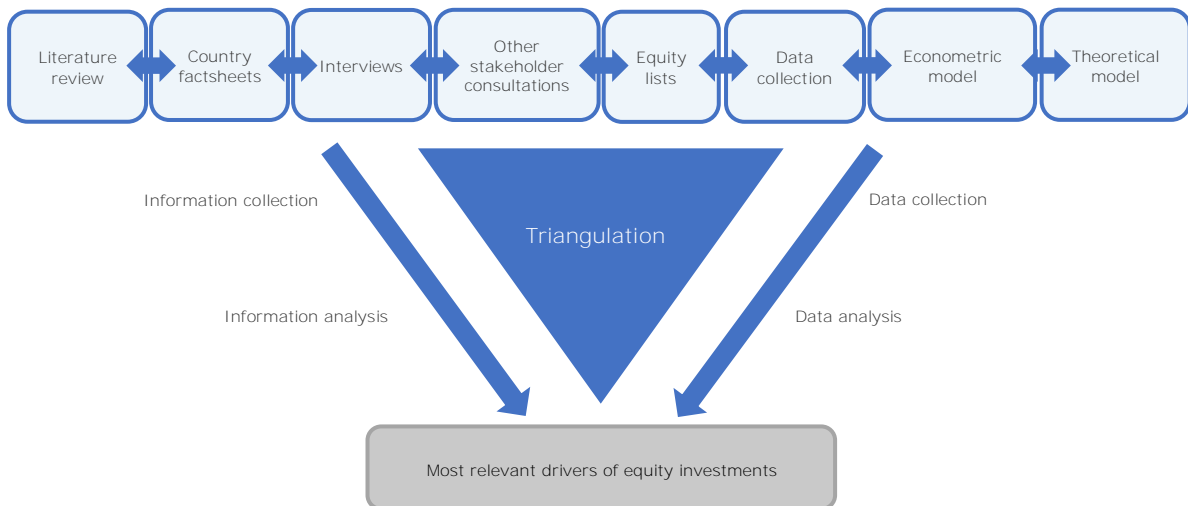 Literature
review
Country
factsheets
Interviews
Other
stakeholder
consultations
Equity
lists
Data
collection
Econometric
model
Theoretical
model
Information collection
Data collection
Triangulation
Information analysis
Data analysis
Most relevant drivers of equity investments